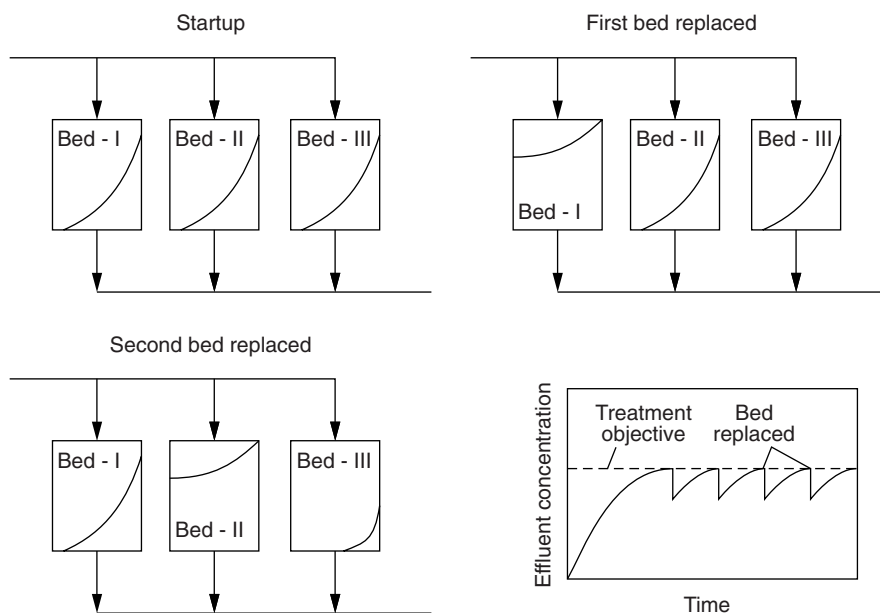 Startup
Bed - I
Bed - II
Bed - III
First bed replaced
Bed - I
Bed - II
Bed - III
Second bed replaced
Bed - I
Bed - II
Bed - III
Effluent concentration
Treatment
objective
Bed
replaced
Time